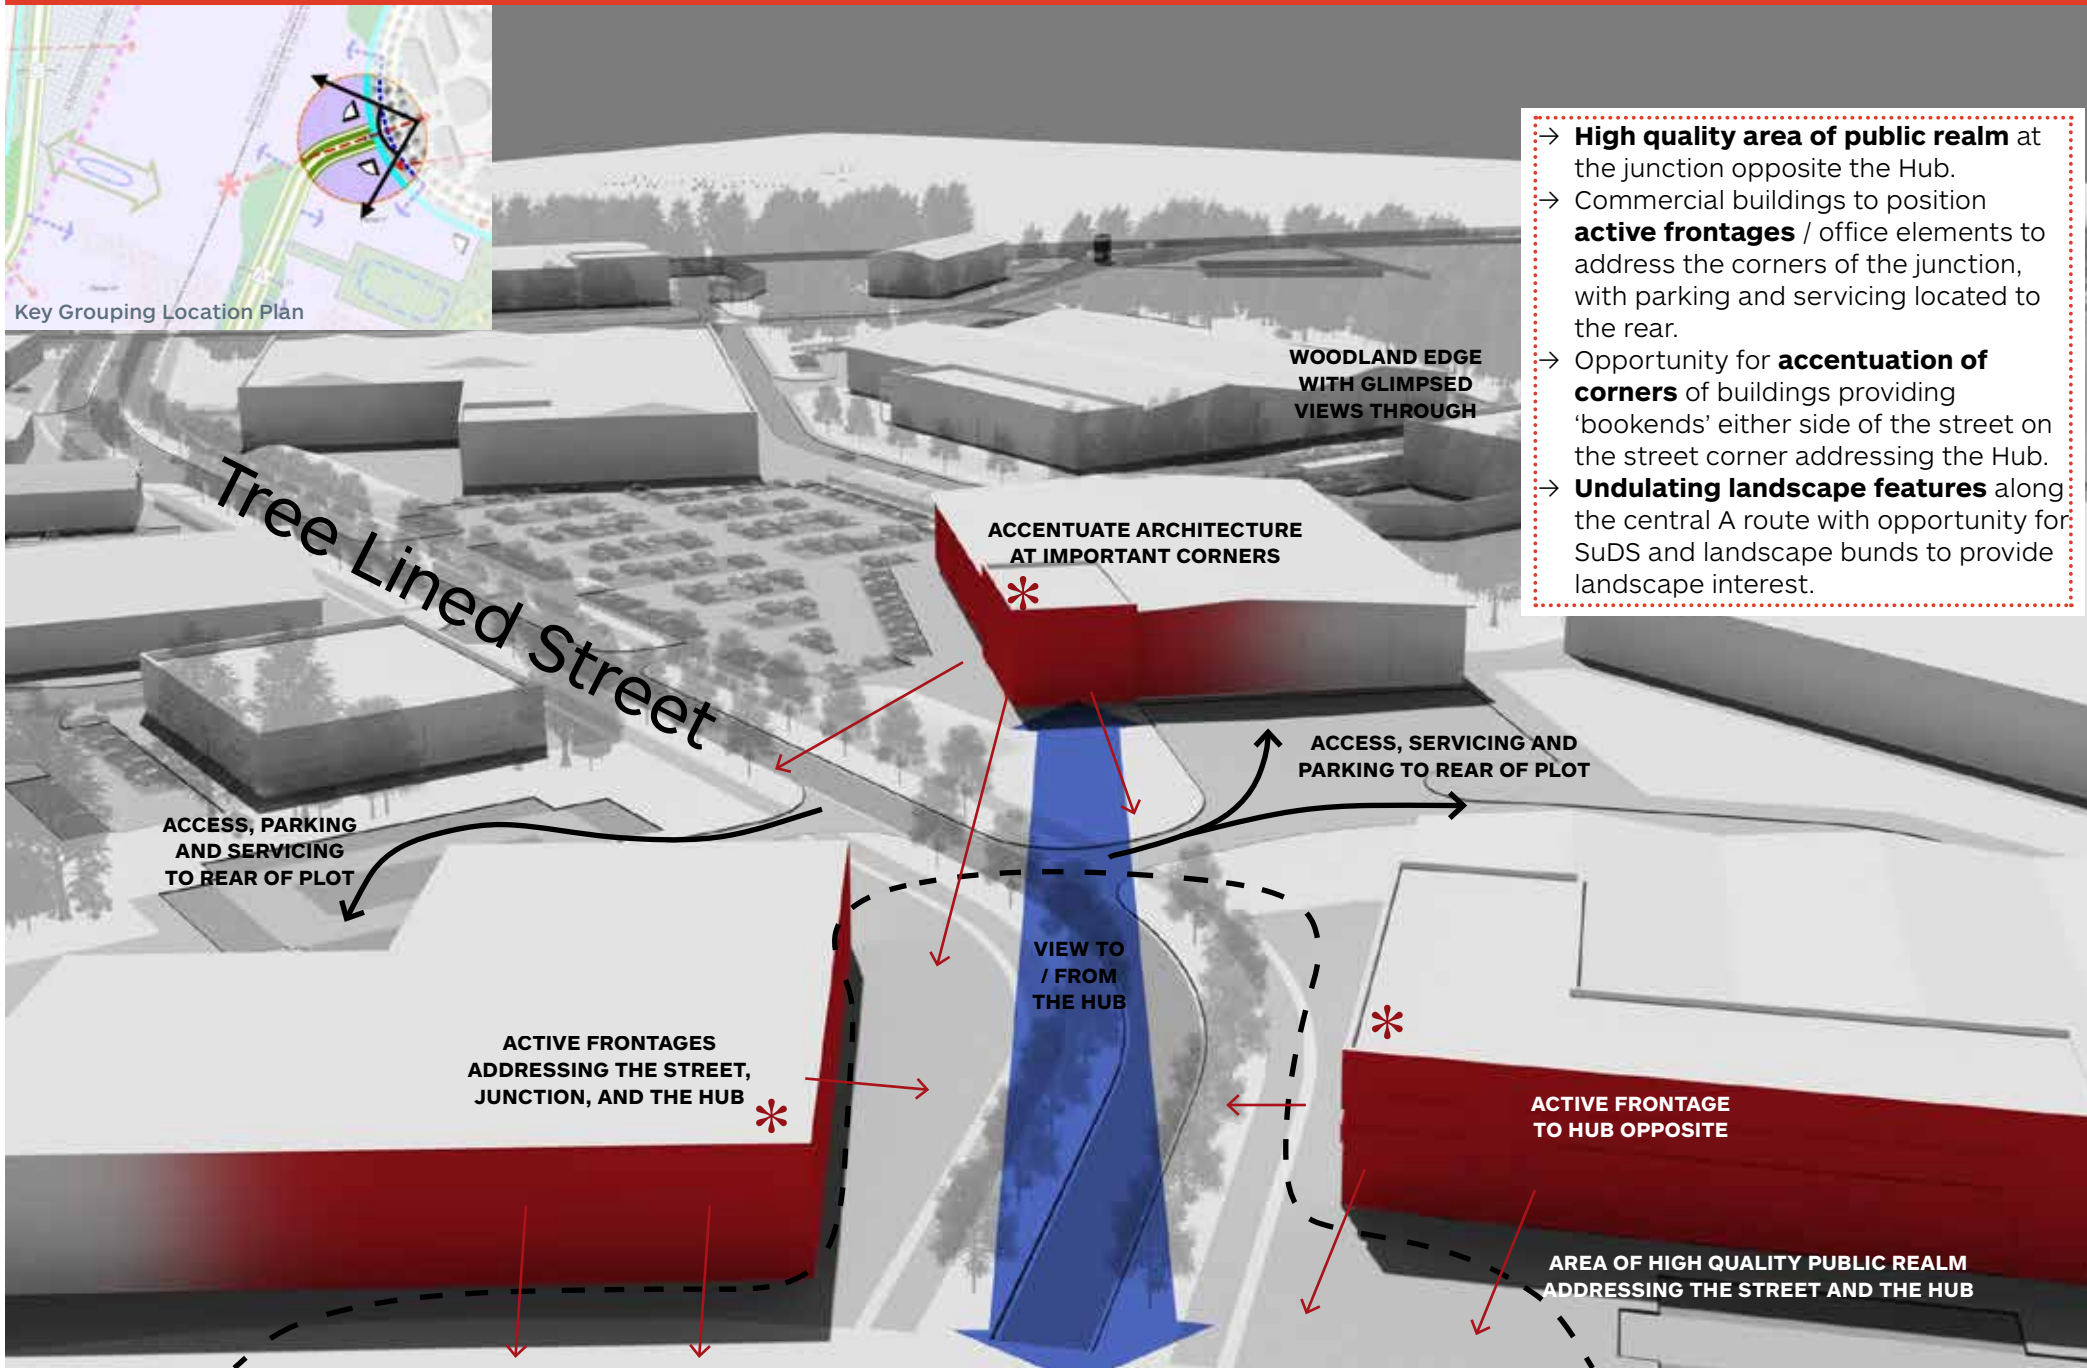 Key Grouping Location Plan
→ High quality area of public realm at
the junction opposite the Hub.
→ Commercial buildings to position
active frontages / office elements to
address the corners of the junction,
with parking and servicing located to
the rear.
→ Opportunity for accentuation of
corners of buildings providing
‘bookends’ either side of the street on
the street corner addressing the Hub.
→ Undulating landscape features along
the central A route with opportunity for
SuDS and landscape bunds to provide
landscape interest.
WOODLAND EDGE
WITH GLIMPSED
VIEWS THROUGH
Tree Lined Street
ACCENTUATE ARCHITECTURE
AT IMPORTANT CORNERS
*
ACCESS, SERVICING AND
PARKING TO REAR OF PLOT
ACCESS, PARKING
AND SERVICING
TO REAR OF PLOT
VIEW TO
/ FROM
THE HUB
ACTIVE FRONTAGES
ADDRESSING THE STREET,
JUNCTION, AND THE HUB
*
*
ACTIVE FRONTAGE
TO HUB OPPOSITE
AREA OF HIGH QUALITY PUBLIC REALM
ADDRESSING THE STREET AND THE HUB